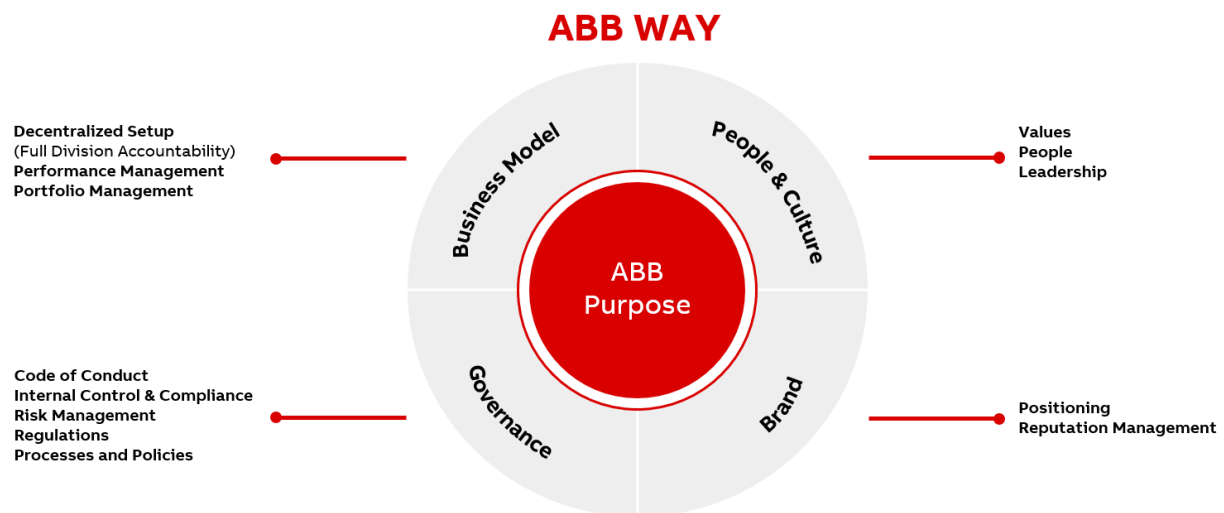 ABB WAY
Decentralized Setup
(Full Division Accountability)
Performance Management
Portfolio Management
Business Model
People & Culture
Values
People
Leadership
ABB
Purpose
Code of Conduct
Internal Control & Compliance
Risk Management
Regulations
Processes and Policies
Governance
Brand
Positioning
Reputation Management